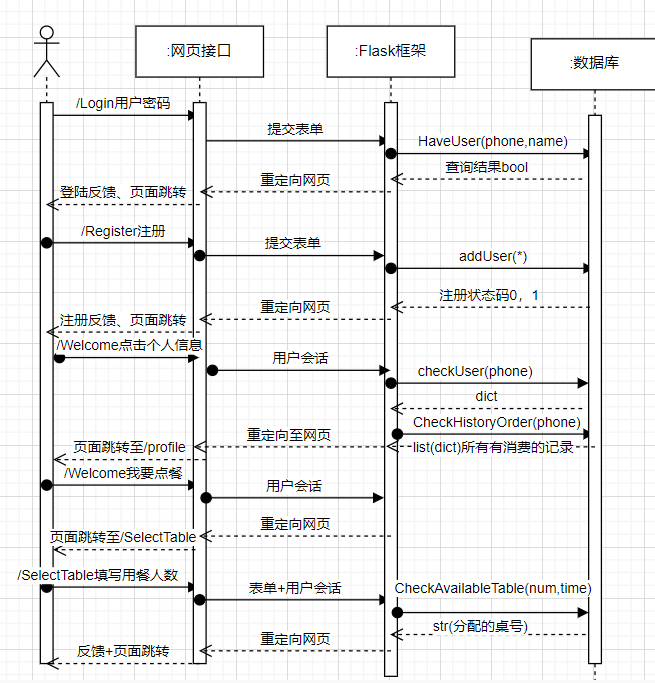 :网页接口
:Flask框架
:数据库
/Login用户密码
提交表单
HaveUser(phone,name)
查询结果bool
重定向网页
登陆反馈、页面跳转
/Register注册
提交表单
addUser(*)
注册状态码0，1
重定向网页
注册反馈、页面跳转
/Welcome点击个人信息
用户会话
checkUser(phone)
dict
CheckHistoryOrder(phone)
重定向至网页
list(dict)所有有消费的记录
页面跳转至/profile
/Welcome我要点餐
用户会话
重定向网页
页面跳转至/SelectTable
/SelectTable填写用餐人数
表单+用户会话
CheckAvailableTable(num,time)
str(分配的桌号)
重定向网页
反馈+页面跳转